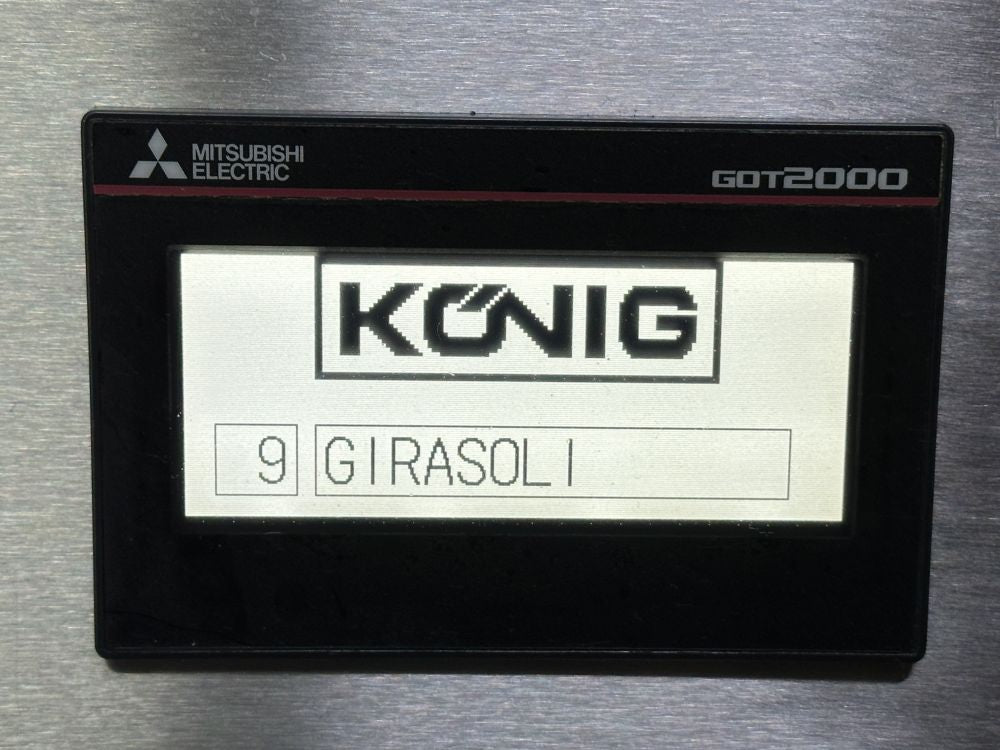 MITSUBISHI
ELECTRIC
GOT2000
KÖNIG
9 GIRASOLI